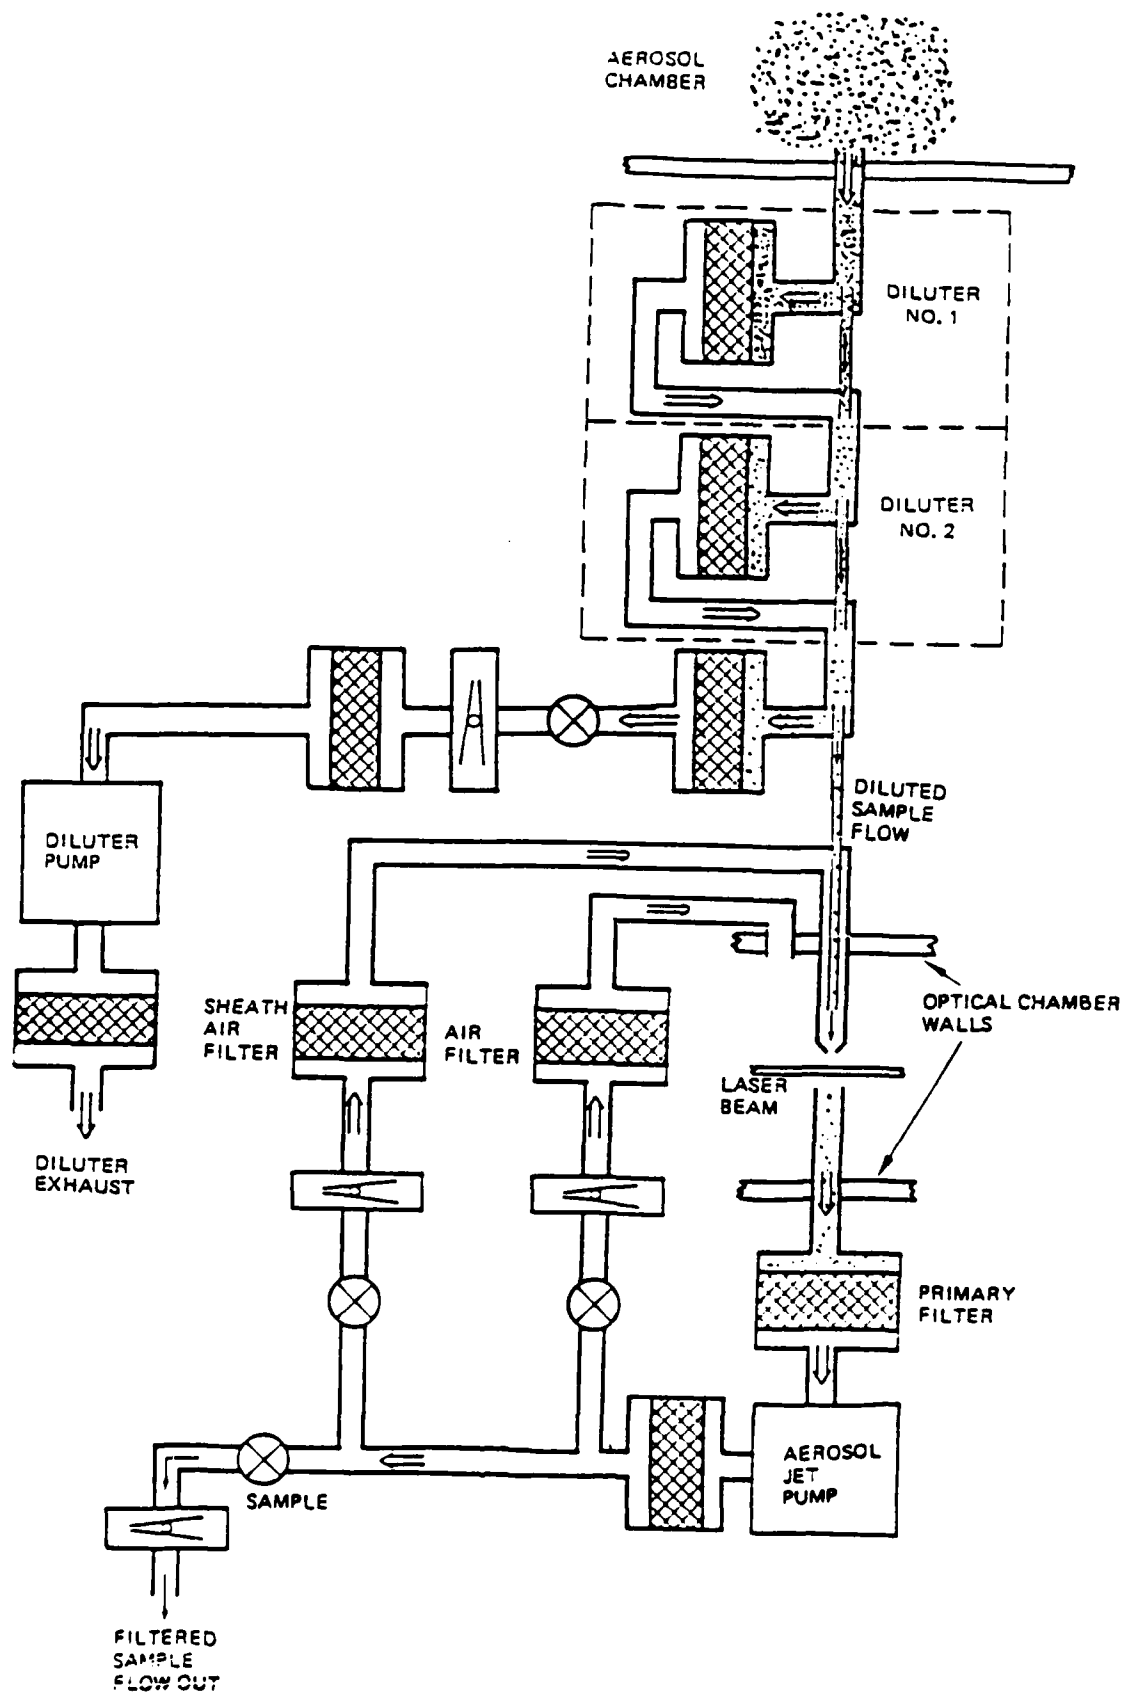 AEROSOL
CHAMBER
DILUTER
NO. 1
DILUTER
NO. 2
DILUTED
SAMPLE
FLOW
DILUTER
PUMP
SHEATH
AIR
FILTER
AIR
FILTER
OPTICAL CHAMBER
WALLS
LASER
BEAM
DILUTER
EXHAUST
PRIMARY
FILTER
AEROSOL
JET
PUMP
SAMPLE
FILTERED
SAMPLE
FLOW OUT